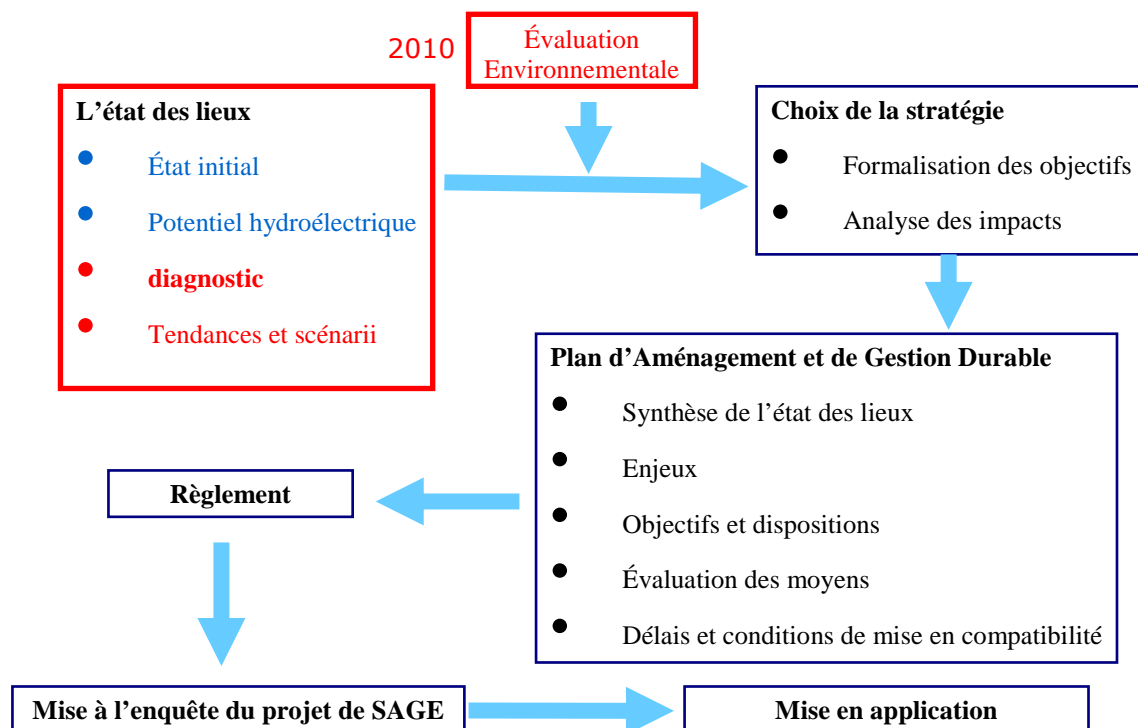 2010
Évaluation
Environnementale
L’état des lieux
• État initial
• Potentiel hydroélectrique
• diagnostic
• Tendances et scénarii
Choix de la stratégie
• Formalisation des objectifs
• Analyse des impacts
Plan d’Aménagement et de Gestion Durable
• Synthèse de l’état des lieux
• Enjeux
• Objectifs et dispositions
• Évaluation des moyens
• Délais et conditions de mise en compatibilité
Règlement
Mise à l’enquête du projet de SAGE
Mise en application